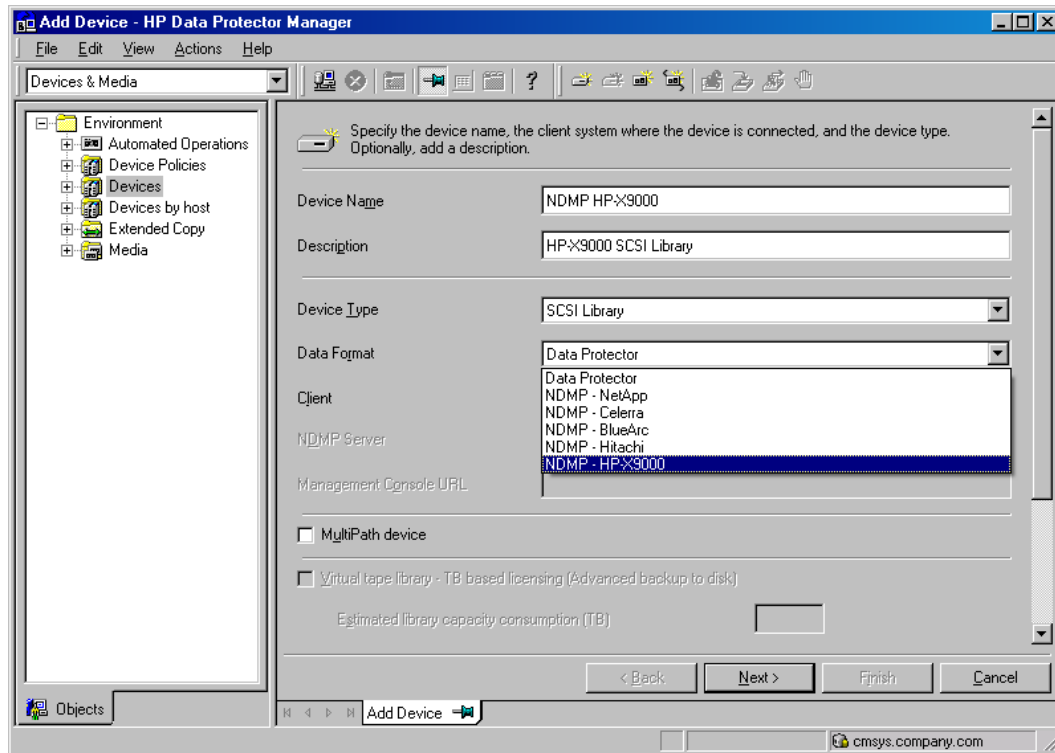 Add Device - HP Data Protector Manager
File Edit View Actions Help
Devices & Media
Environment
Automated Operations
Device Policies
Devices
Devices by host
Extended Copy
Media
Specify the device name, the client system where the device is connected, and the device type.
Optionally, add a description.
Device Name NDMP HP-X9000
Description HP-X9000 SCSI Library
Device Type SCSI Library
Data Format Data Protector
Data Protector
NDMP - NetApp
Client
NDMP - Celerra
NDMP - BlueArc
NDMP Server
NDMP - Hitachi
NDMP - HP-X9000
Management Console URL
MultiPath device
Virtual tape library - TB based licensing (Advanced backup to disk)
Estimated library capacity consumption (TB)
< Back Next > Finish Cancel
Objects
Add Device
cmsys.company.com